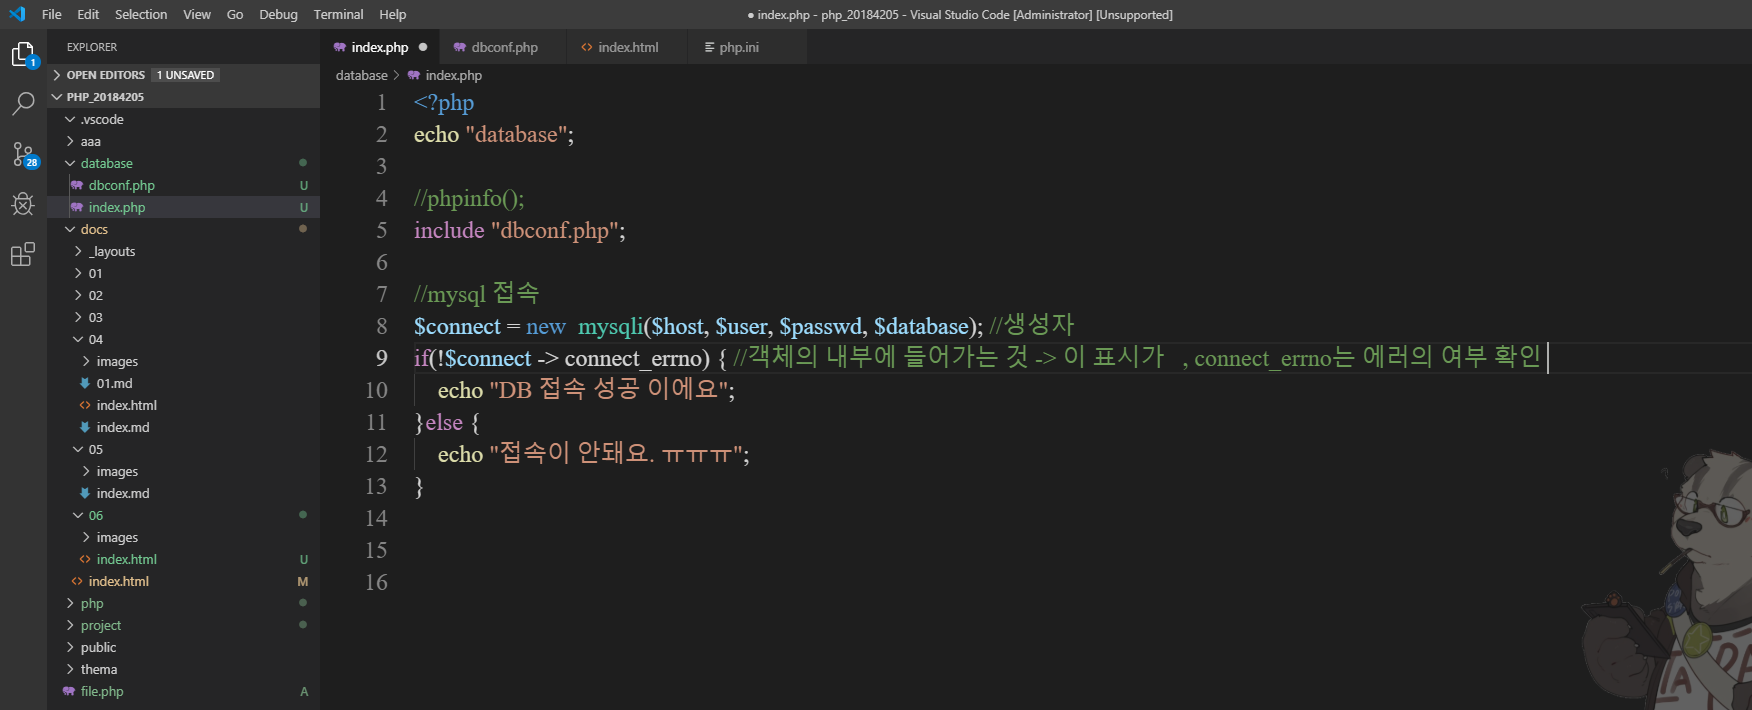 File Edit Selection View Go Debug Terminal Help
● index.php - php_20184205 - Visual Studio Code [Administrator] [Unsupported]
EXPLORER
OPEN EDITORS 1 UNSAVED
PHP_20184205
.vscode
aaa
database
dbconf.php U
index.php U
docs
_layouts
01
02
03
04
images
01.md
index.html
index.md
05
images
index.md
06
images
index.html U
index.html M
php
project
public
thema
file.php A
1
28
index.php dbconf.php index.html php.ini
database > index.php
1 <?php
2 echo "database";
3
4 //phpinfo();
5 include "dbconf.php";
6
7 //mysql 접속
8 $connect = new mysqli($host, $user, $passwd, $database); //생성자
9 if(!$connect -> connect_errno) { //객체의 내부에 들어가는 것 -> 이 표시가 , connect_errno는 에러의 여부 확인
10 echo "DB 접속 성공 이에요";
11 }else {
12 echo "접속이 안돼요. ㅠㅠㅠ";
13 }
14
15
16